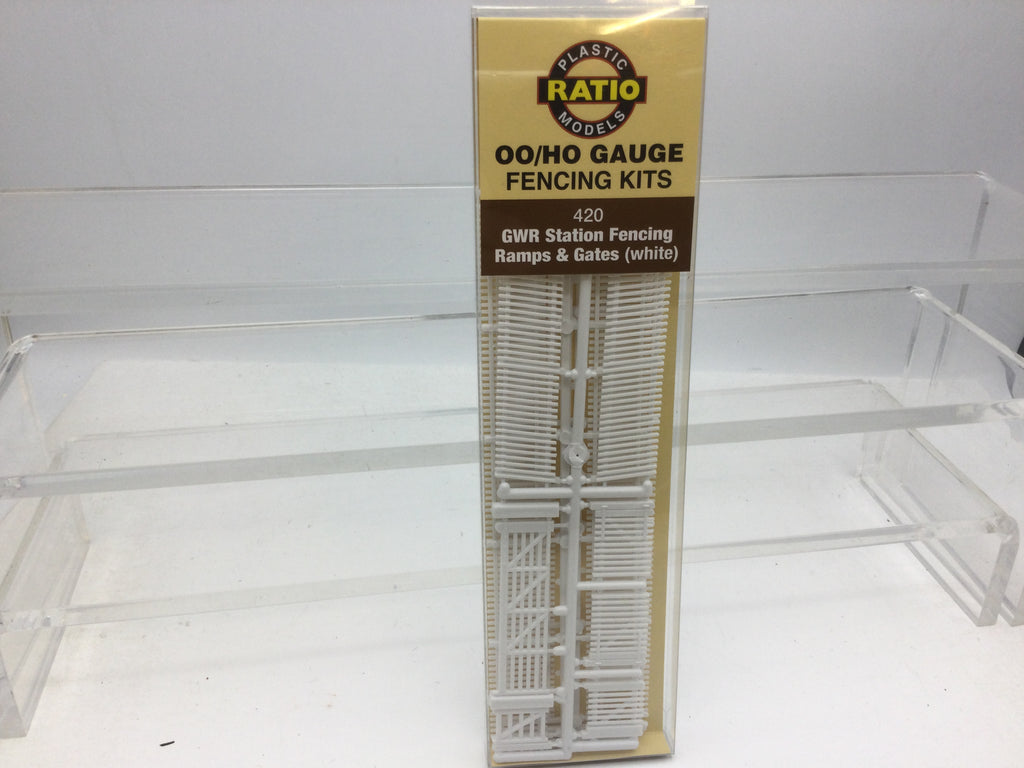 PLASTIC
RATIO
MODELS
OO/HO GAUGE
FENCING KITS
420
GWR Station Fencing
Ramps & Gates (white)